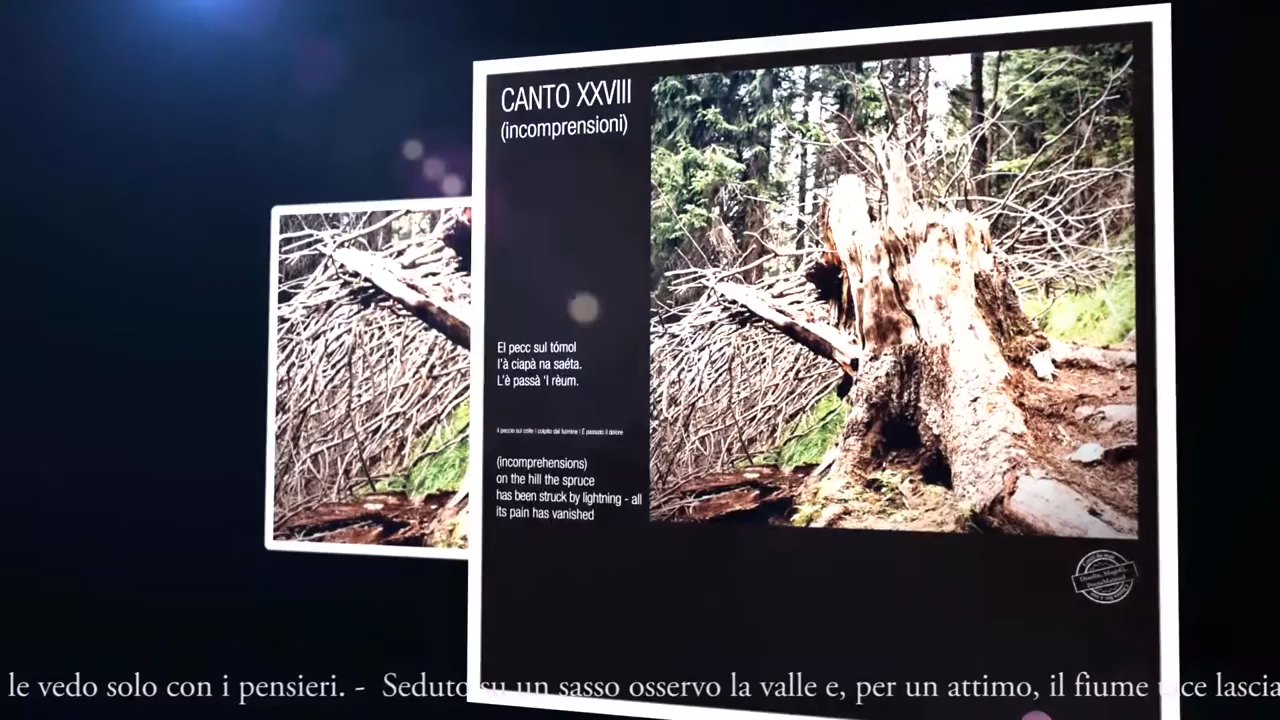 CANTO XXVIII
(incomprensioni)
El pecc sul tómol
l'à ciapà na saéta.
L'è passà 'l rèum.
Il peccio sul colle I colpito dal fulmine I È passato il dolore
(incomprehensions)
on the hill the spruce
has been struck by lightning - all
its pain has vanished
le vedo solo con i pensieri. - Seduto su un sasso osservo la valle e, per un attimo, il fiume